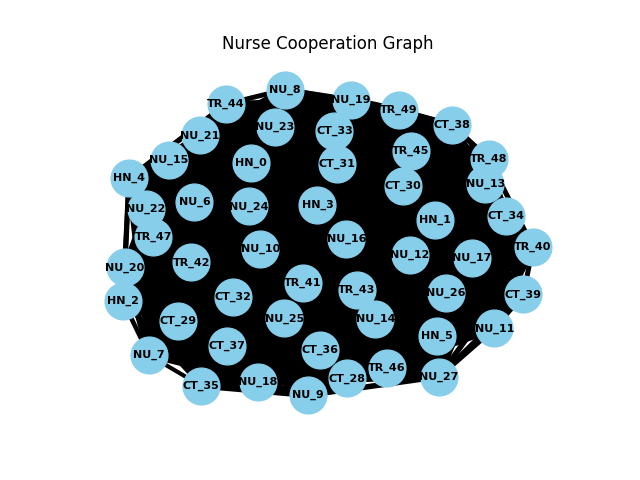 Nurse Cooperation Graph
NU_8
NU_19
TR_44
TR_49
CT_38
NU_23
CT_33
NU_21
TR_45
NU_15
HN_0
CT_31
TR_48
HN_4
CT_30
NU_13
NU_6
NU_24
HN_3
NU_22
CT_34
HN_1
TR_47
NU_16
TR_40
NU_10
NU_12
NU_17
TR_42
NU_20
TR_41
TR_43
NU_26
CT_39
CT_32
HN_2
CT_29
NU_25
NU_14
NU_11
HN_5
CT_37
CT_36
NU_7
TR_46
NU_27
CT_28
NU_18
CT_35
NU_9